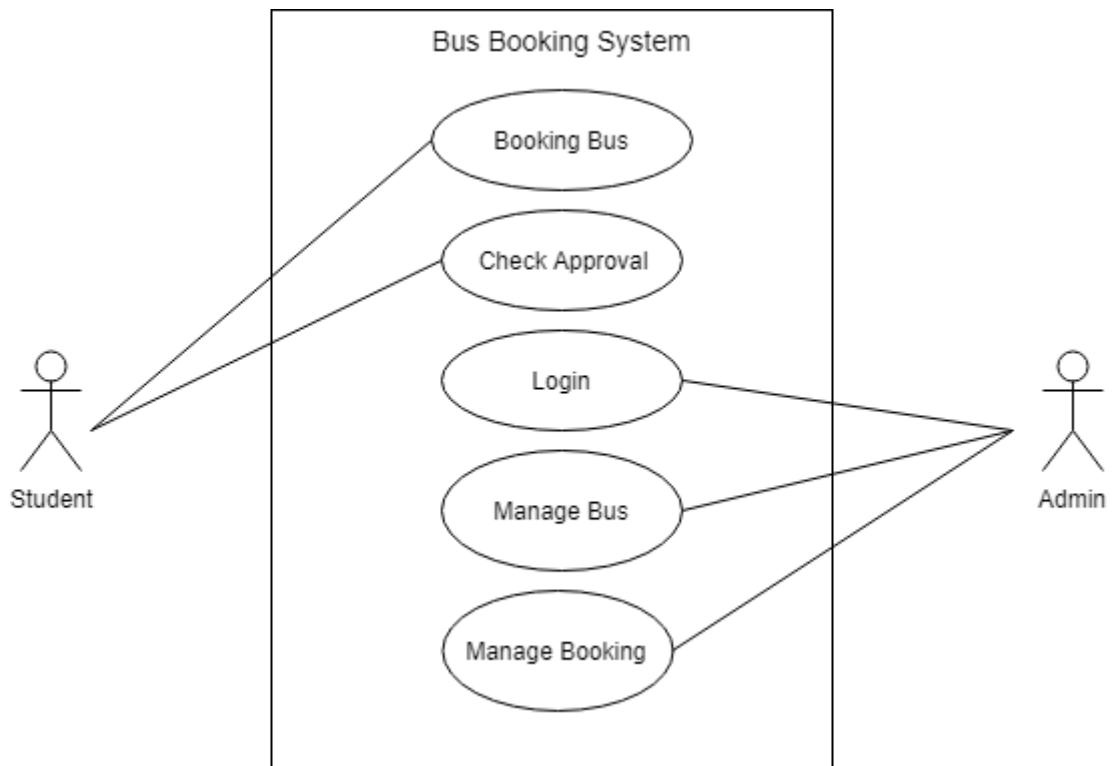 Bus Booking System
Booking Bus
Check Approval
Login
Student
Admin
Manage Bus
Manage Booking